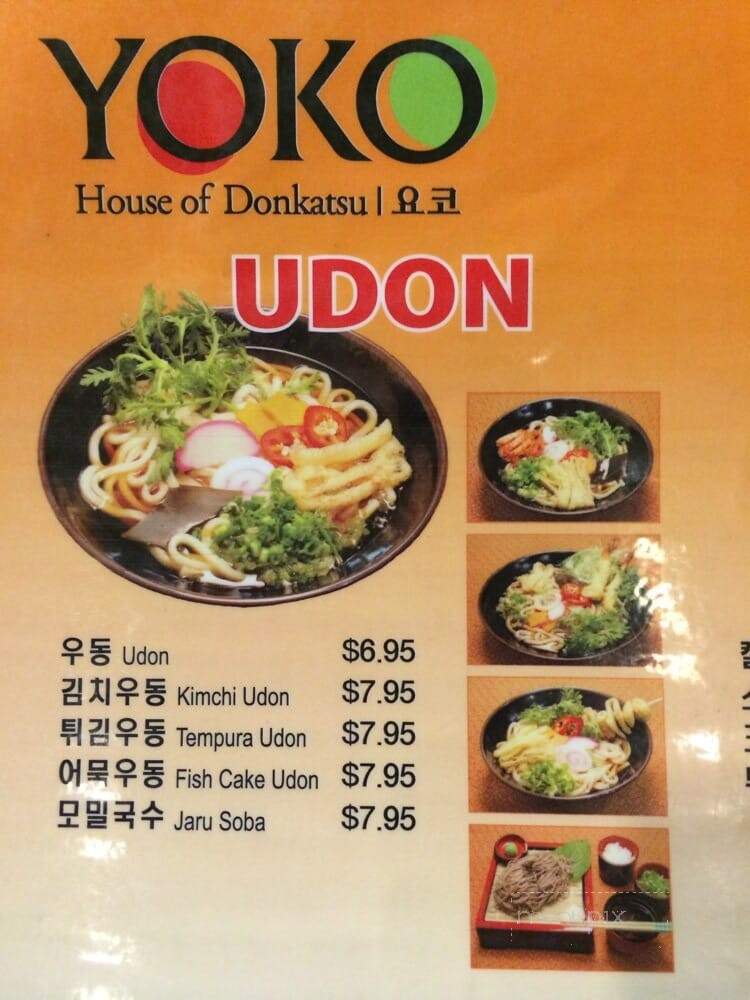 YOKO
House of Donkatsu | 요코
UDON
우동 Udon $6.95
김치우동 Kimchi Udon $7.95
튀김우동 Tempura Udon $7.95
어묵우동 Fish Cake Udon $7.95
모밀국수 Jaru Soba $7.95